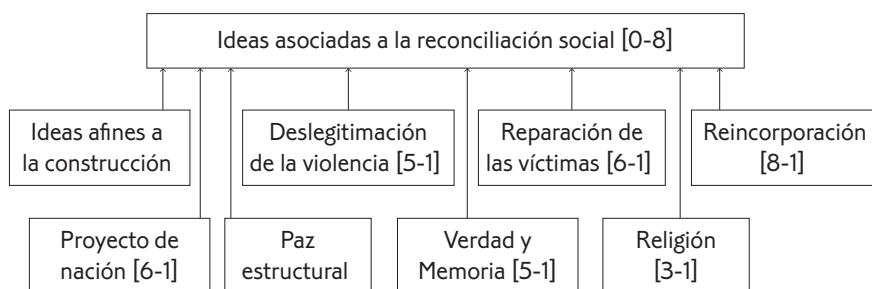 Ideas asociadas a la reconciliación social [0-8]
Ideas afines a
la construcción
Deslegitimación
de la violencia [5-1]
Reparación de
las víctimas [6-1]
Reincorporación
[8-1]
Proyecto de
nación [6-1]
Paz
estructural
Verdad y
Memoria [5-1]
Religión
[3-1]